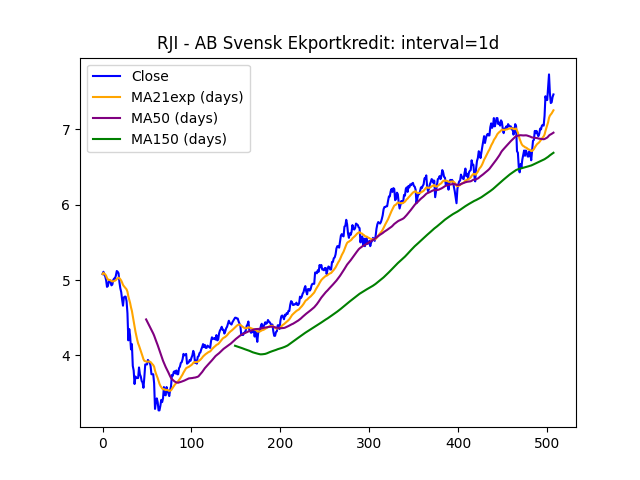 RJI - AB Svensk Ekportkredit: interval=1d
Close
MA21exp (days)
MA50 (days)
MA150 (days)
7
6
5
4
0 100 200 300 400 500